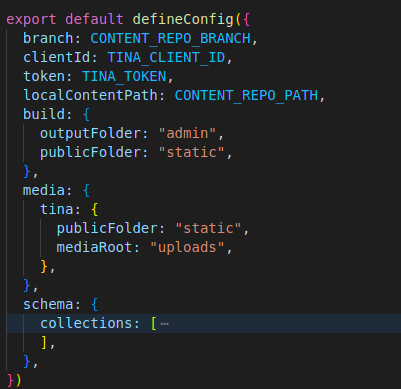 export default defineConfig({
branch: CONTENT_REPO_BRANCH,
clientId: TINA_CLIENT_ID,
token: TINA_TOKEN,
localContentPath: CONTENT_REPO_PATH,
build: {
outputFolder: "admin",
publicFolder: "static",
},
media: {
tina: {
publicFolder: "static",
mediaRoot: "uploads",
},
},
schema: {
collections: [⋯
],
},
})